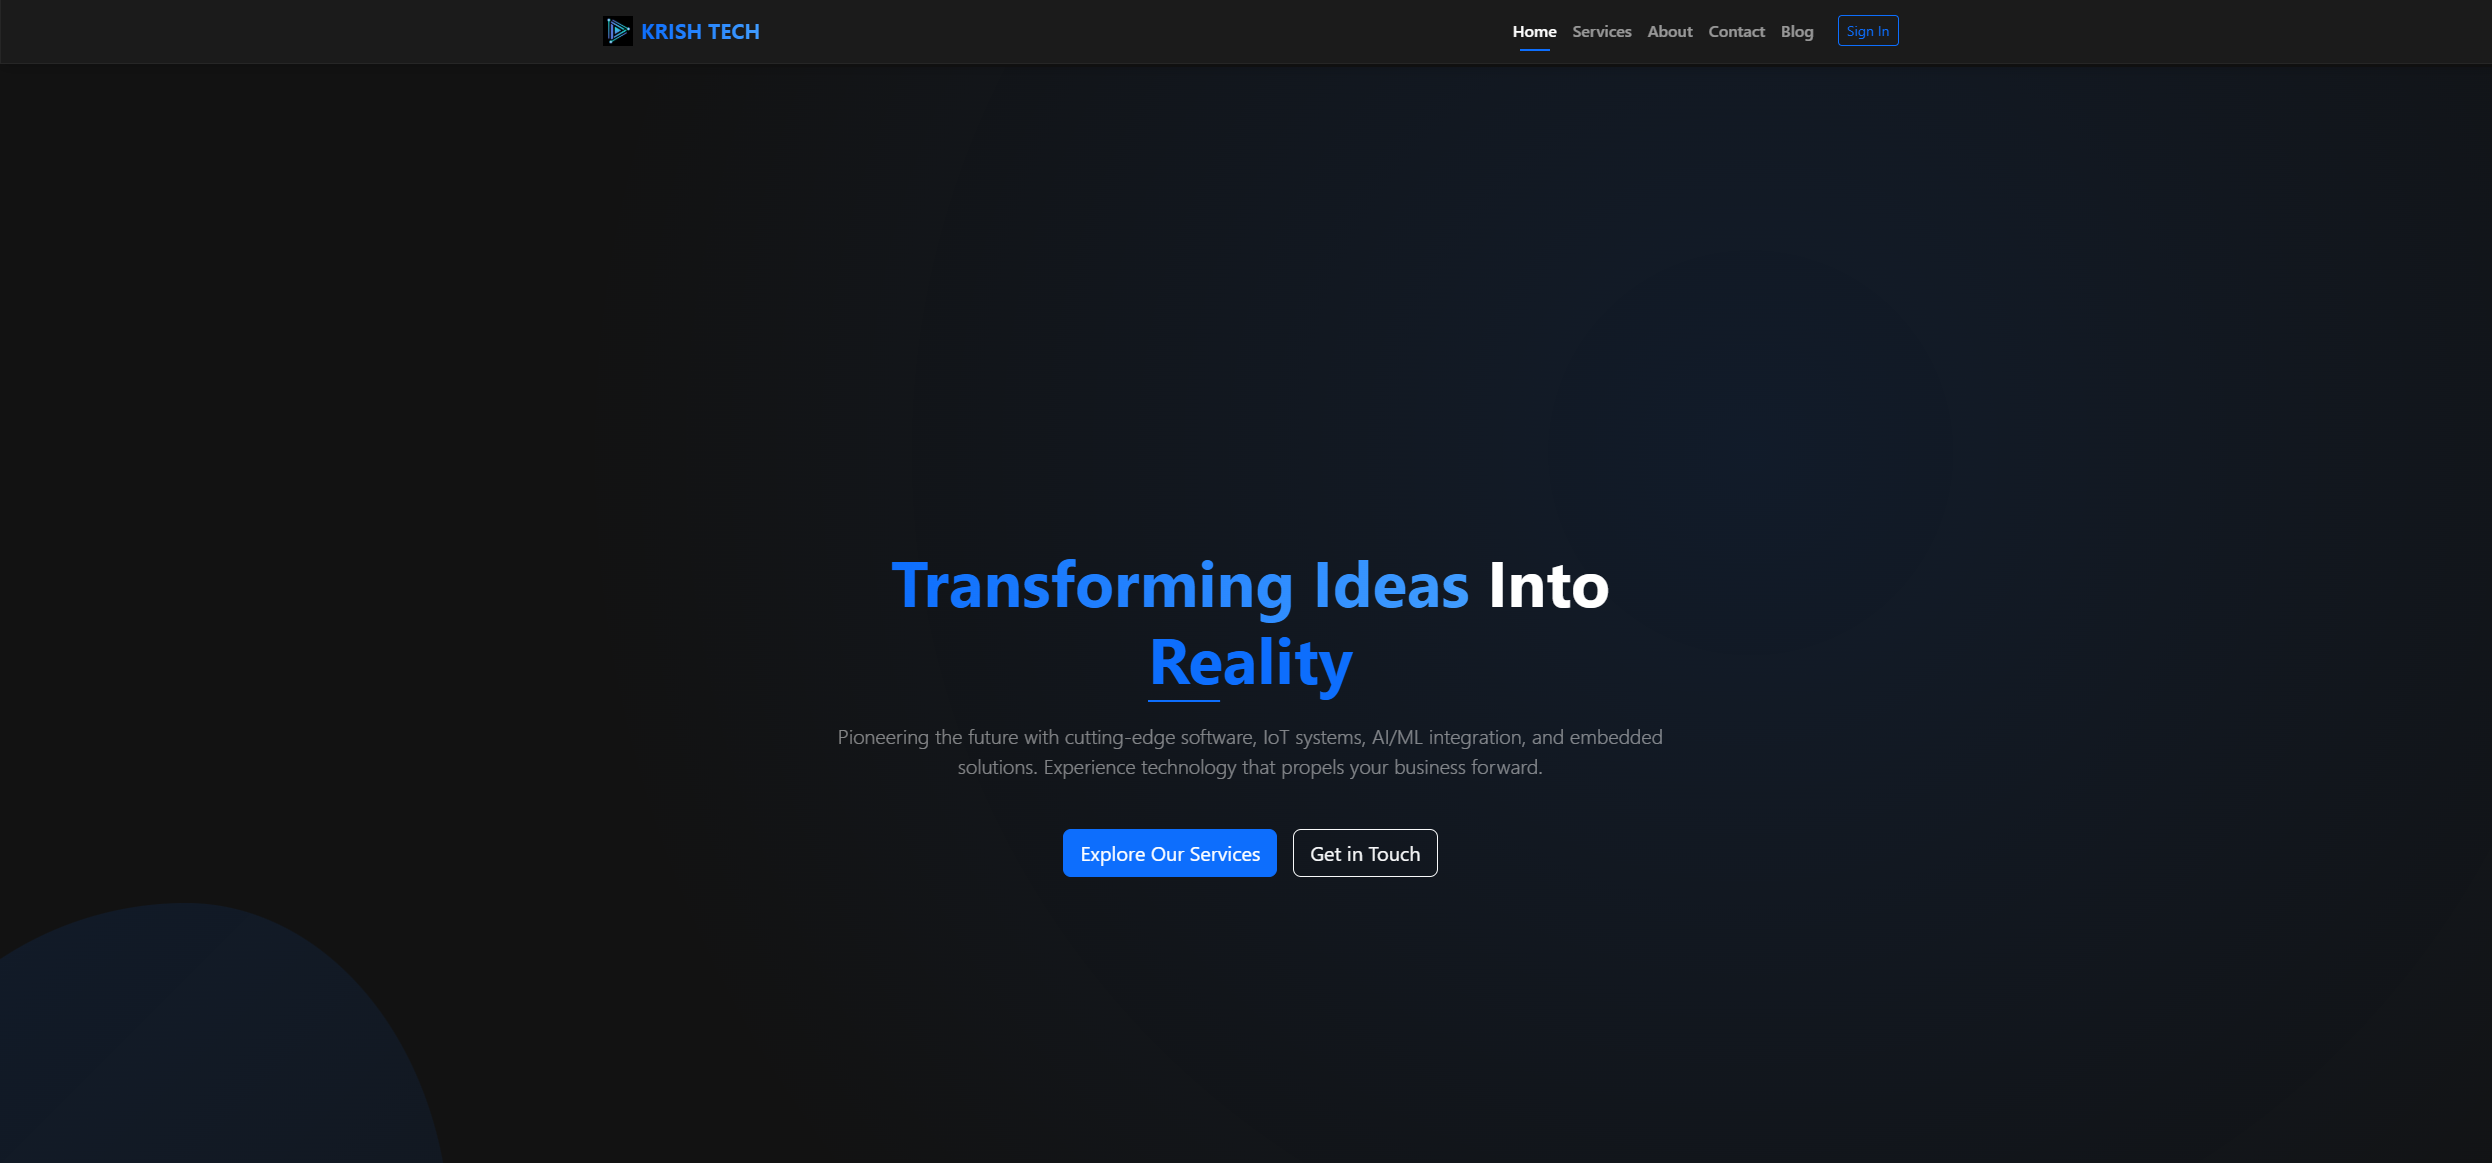 KRISH TECH
Home Services About Contact Blog Sign In
Transforming Ideas Into
Reality
Pioneering the future with cutting-edge software, IoT systems, AI/ML integration, and embedded
solutions. Experience technology that propels your business forward.
Explore Our Services Get in Touch